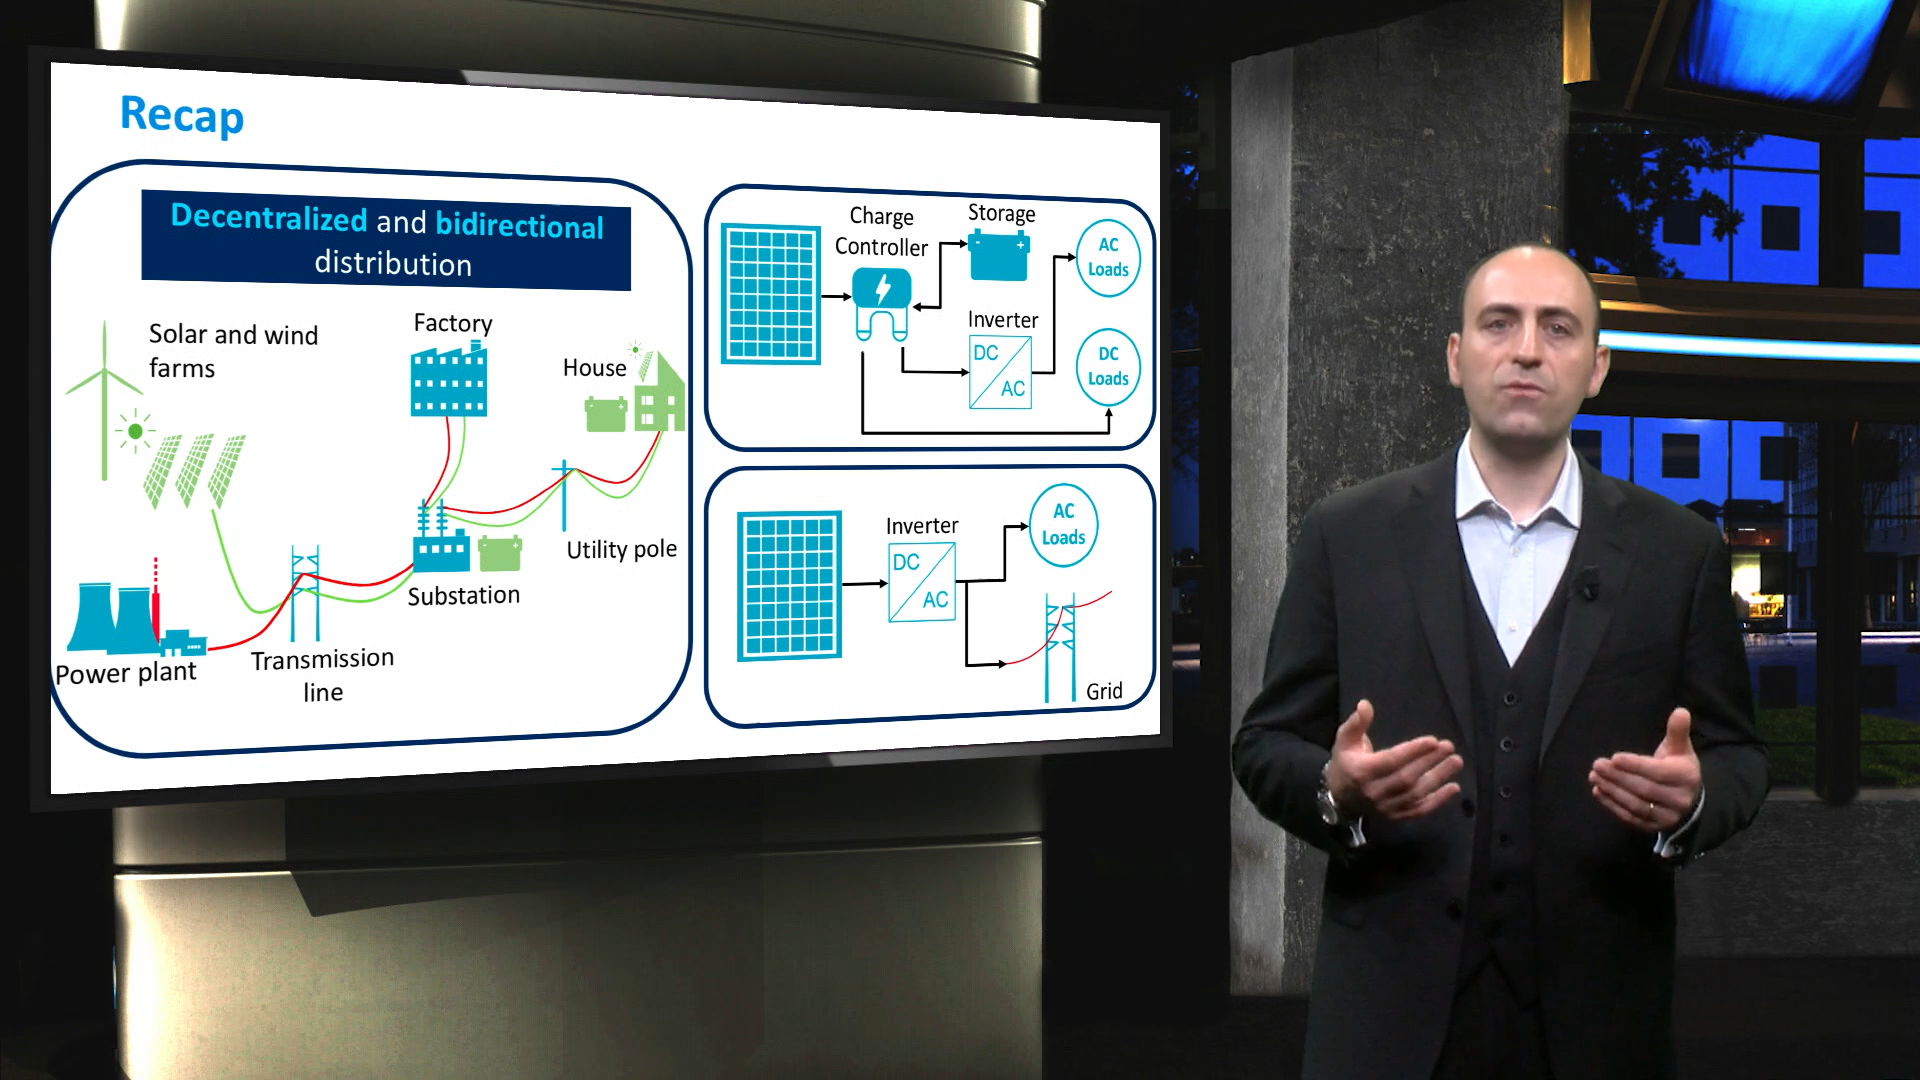 Recap
Decentralized and bidirectional
distribution
Solar and wind
farms
Factory
House
Utility pole
Substation
Transmission
line
Power plant
Charge
Controller
Storage
AC
Loads
Inverter
DC
AC
DC
Loads
Inverter
DC
AC
AC
Loads
Grid